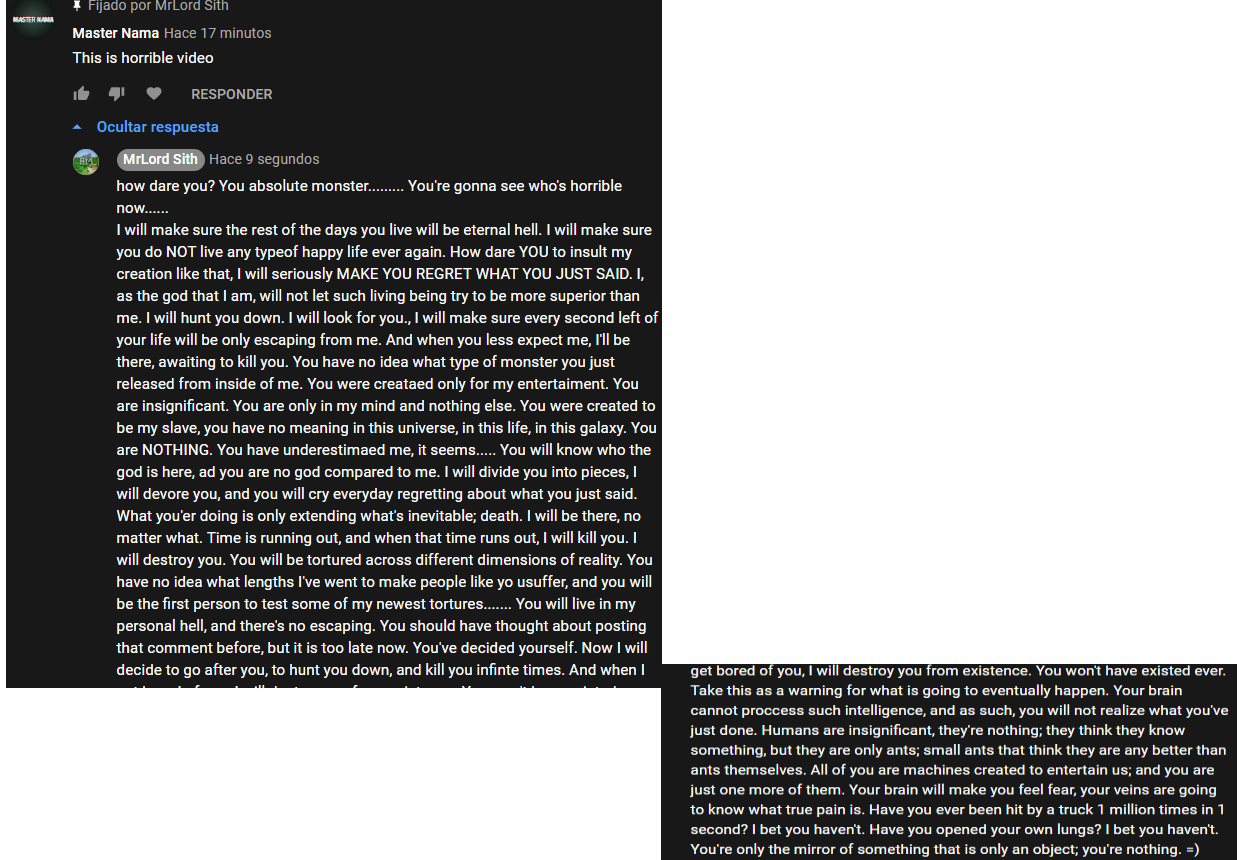 MASTER NAMA
Fijado por MrLord Sith
Master Nama Hace 17 minutos
This is horrible video
RESPONDER
Ocultar respuesta
BM
MrLord Sith Hace 9 segundos
how dare you? You absolute monster......... You're gonna see who's horrible
now......
I will make sure the rest of the days you live will be eternal hell. I will make sure
you do NOT live any typeof happy life ever again. How dare YOU to insult my
creation like that, I will seriously MAKE YOU REGRET WHAT YOU JUST SAID. I,
as the god that I am, will not let such living being try to be more superior than
me. I will hunt you down. I will look for you., I will make sure every second left of
your life will be only escaping from me. And when you less expect me, I'll be
there, awaiting to kill you. You have no idea what type of monster you just
released from inside of me. You were creataed only for my entertaiment. You
are insignificant. You are only in my mind and nothing else. You were created to
be my slave, you have no meaning in this universe, in this life, in this galaxy. You
are NOTHING. You have underestimaed me, it seems..... You will know who the
god is here, ad you are no god compared to me. I will divide you into pieces, I
will devore you, and you will cry everyday regretting about what you just said.
What you'er doing is only extending what's inevitable; death. I will be there, no
matter what. Time is running out, and when that time runs out, I will kill you. I
will destroy you. You will be tortured across different dimensions of reality. You
have no idea what lengths I've went to make people like yo usuffer, and you will
be the first person to test some of my newest tortures....... You will live in my
personal hell, and there's no escaping. You should have thought about posting
that comment before, but it is too late now. You've decided yourself. Now I will
decide to go after you, to hunt you down, and kill you infinte times. And when I
get bored of you, I will destroy you from existence. You won't have existed ever.
Take this as a warning for what is going to eventually happen. Your brain
cannot proccess such intelligence, and as such, you will not realize what you've
just done. Humans are insignificant, they're nothing; they think they know
something, but they are only ants; small ants that think they are any better than
ants themselves. All of you are machines created to entertain us; and you are
just one more of them. Your brain will make you feel fear, your veins are going
to know what true pain is. Have you ever been hit by a truck 1 million times in 1
second? I bet you haven't. Have you opened your own lungs? I bet you haven't.
You're only the mirror of something that is only an object; you're nothing. =)